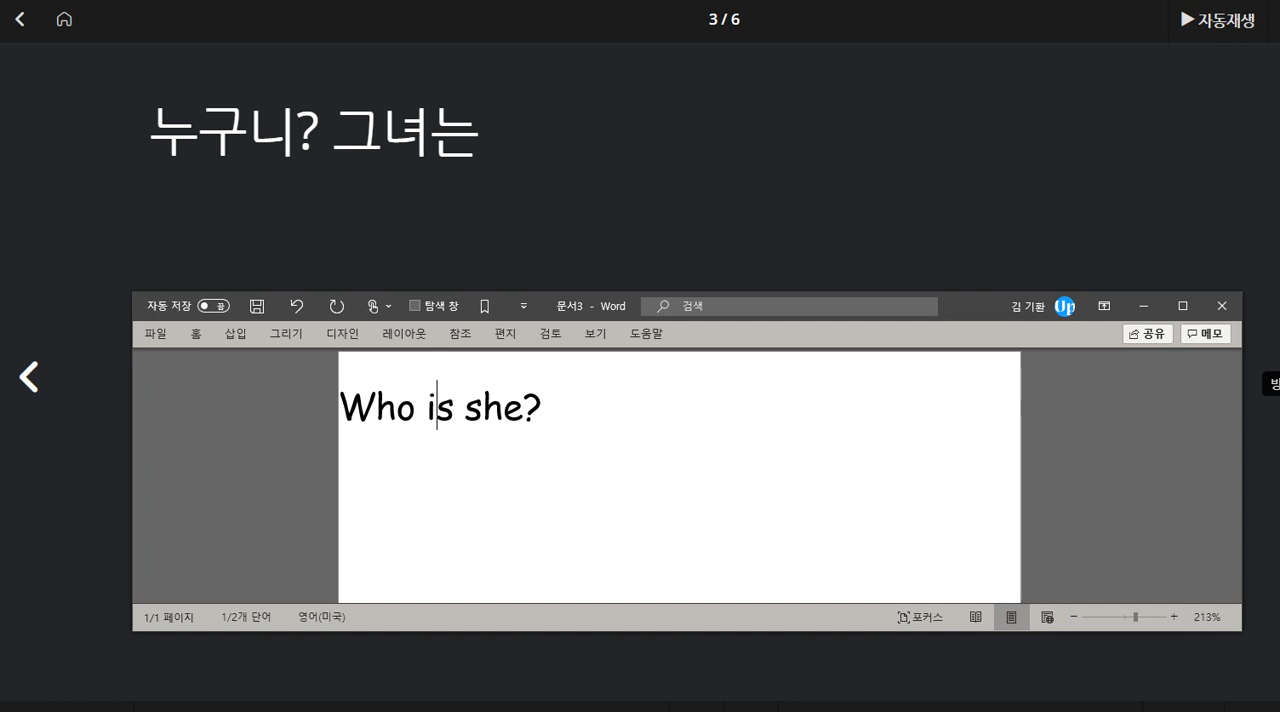 3 / 6
▶ 자동재생
누구니? 그녀는
자동 저장 끔 탐색 창 문서3 - Word 검색 김 기환 Up
파일 홈 삽입 그리기 디자인 레이아웃 참조 편지 검토 보기 도움말 공유 메모
Who is she?
1/1 페이지 1/2개 단어 영어(미국) 포커스 213%